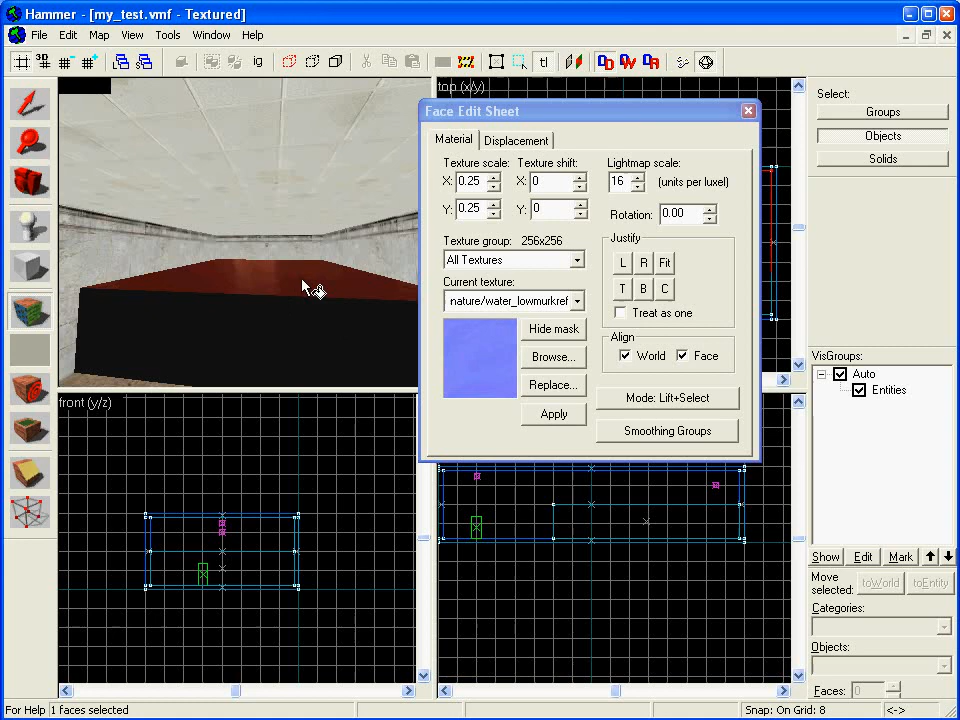 Hammer - [my_test.vmf - Textured]
File Edit Map View Tools Window Help
3D
ig
tl
top (x/y)
front (y/z)
Face Edit Sheet
Material Displacement
Texture scale: Texture shift: Lightmap scale:
X: 0.25 X: 0 16 (units per luxel)
Y: 0.25 Y: 0 Rotation: 0.00
Texture group: 256x256
All Textures
Current texture:
nature/water_lowmurkref
Hide mask
Browse...
Replace...
Apply
Justify
L R Fit
T B C
Treat as one
Align
World Face
Mode: Lift+Select
Smoothing Groups
Select:
Groups
Objects
Solids
VisGroups:
Auto
Entities
Show Edit Mark
Move selected: toWorld toEntity
Categories:
Objects:
Faces: 0
For Help 1 faces selected Snap: On Grid: 8 <->